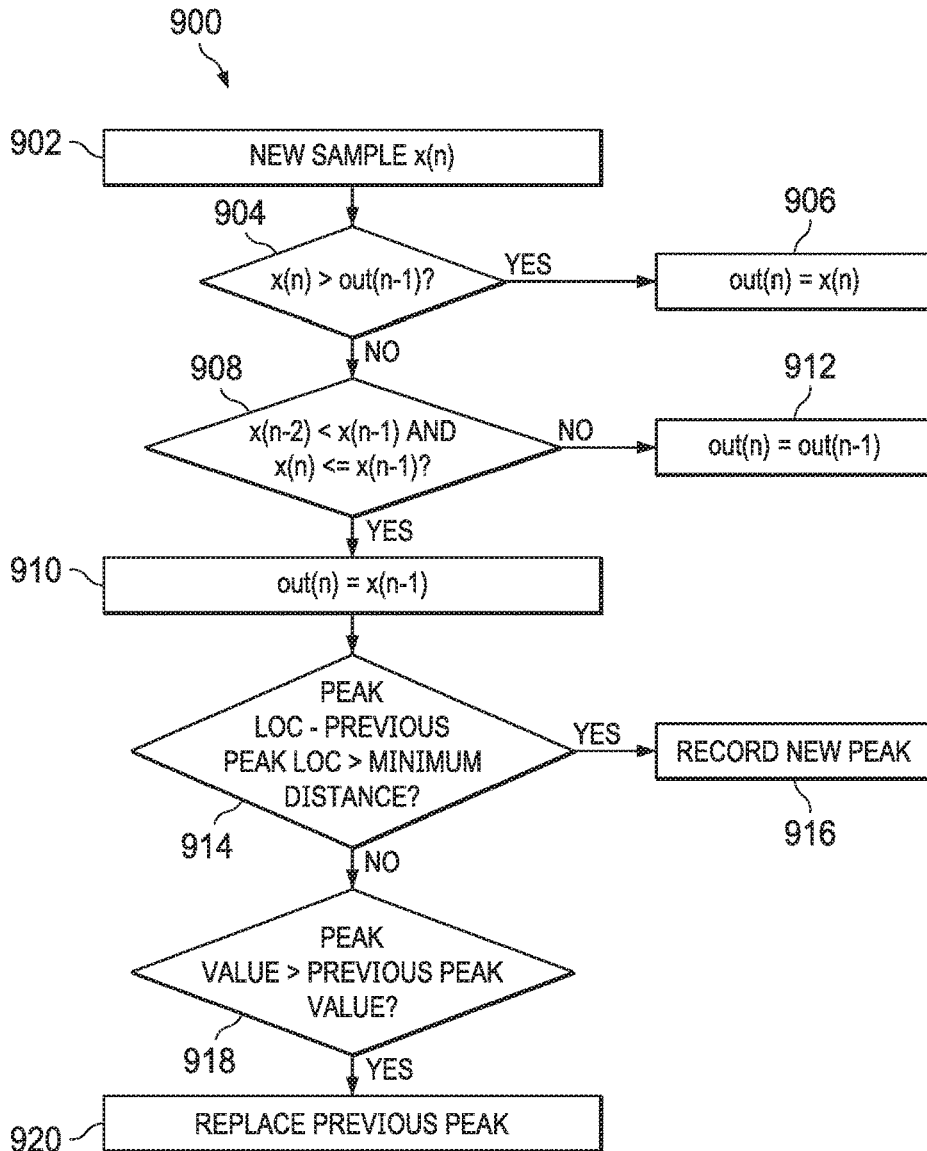 900
902
NEW SAMPLE x(n)
904
906
x(n) > out(n-1)?
YES
out(n) = x(n)
NO
908
912
x(n-2) < x(n-1) AND
x(n) <= x(n-1)?
NO
out(n) = out(n-1)
YES
910
out(n) = x(n-1)
PEAK
LOC - PREVIOUS
PEAK LOC > MINIMUM
DISTANCE?
YES
RECORD NEW PEAK
914
916
NO
PEAK
VALUE > PREVIOUS PEAK
VALUE?
918
YES
920
REPLACE PREVIOUS PEAK